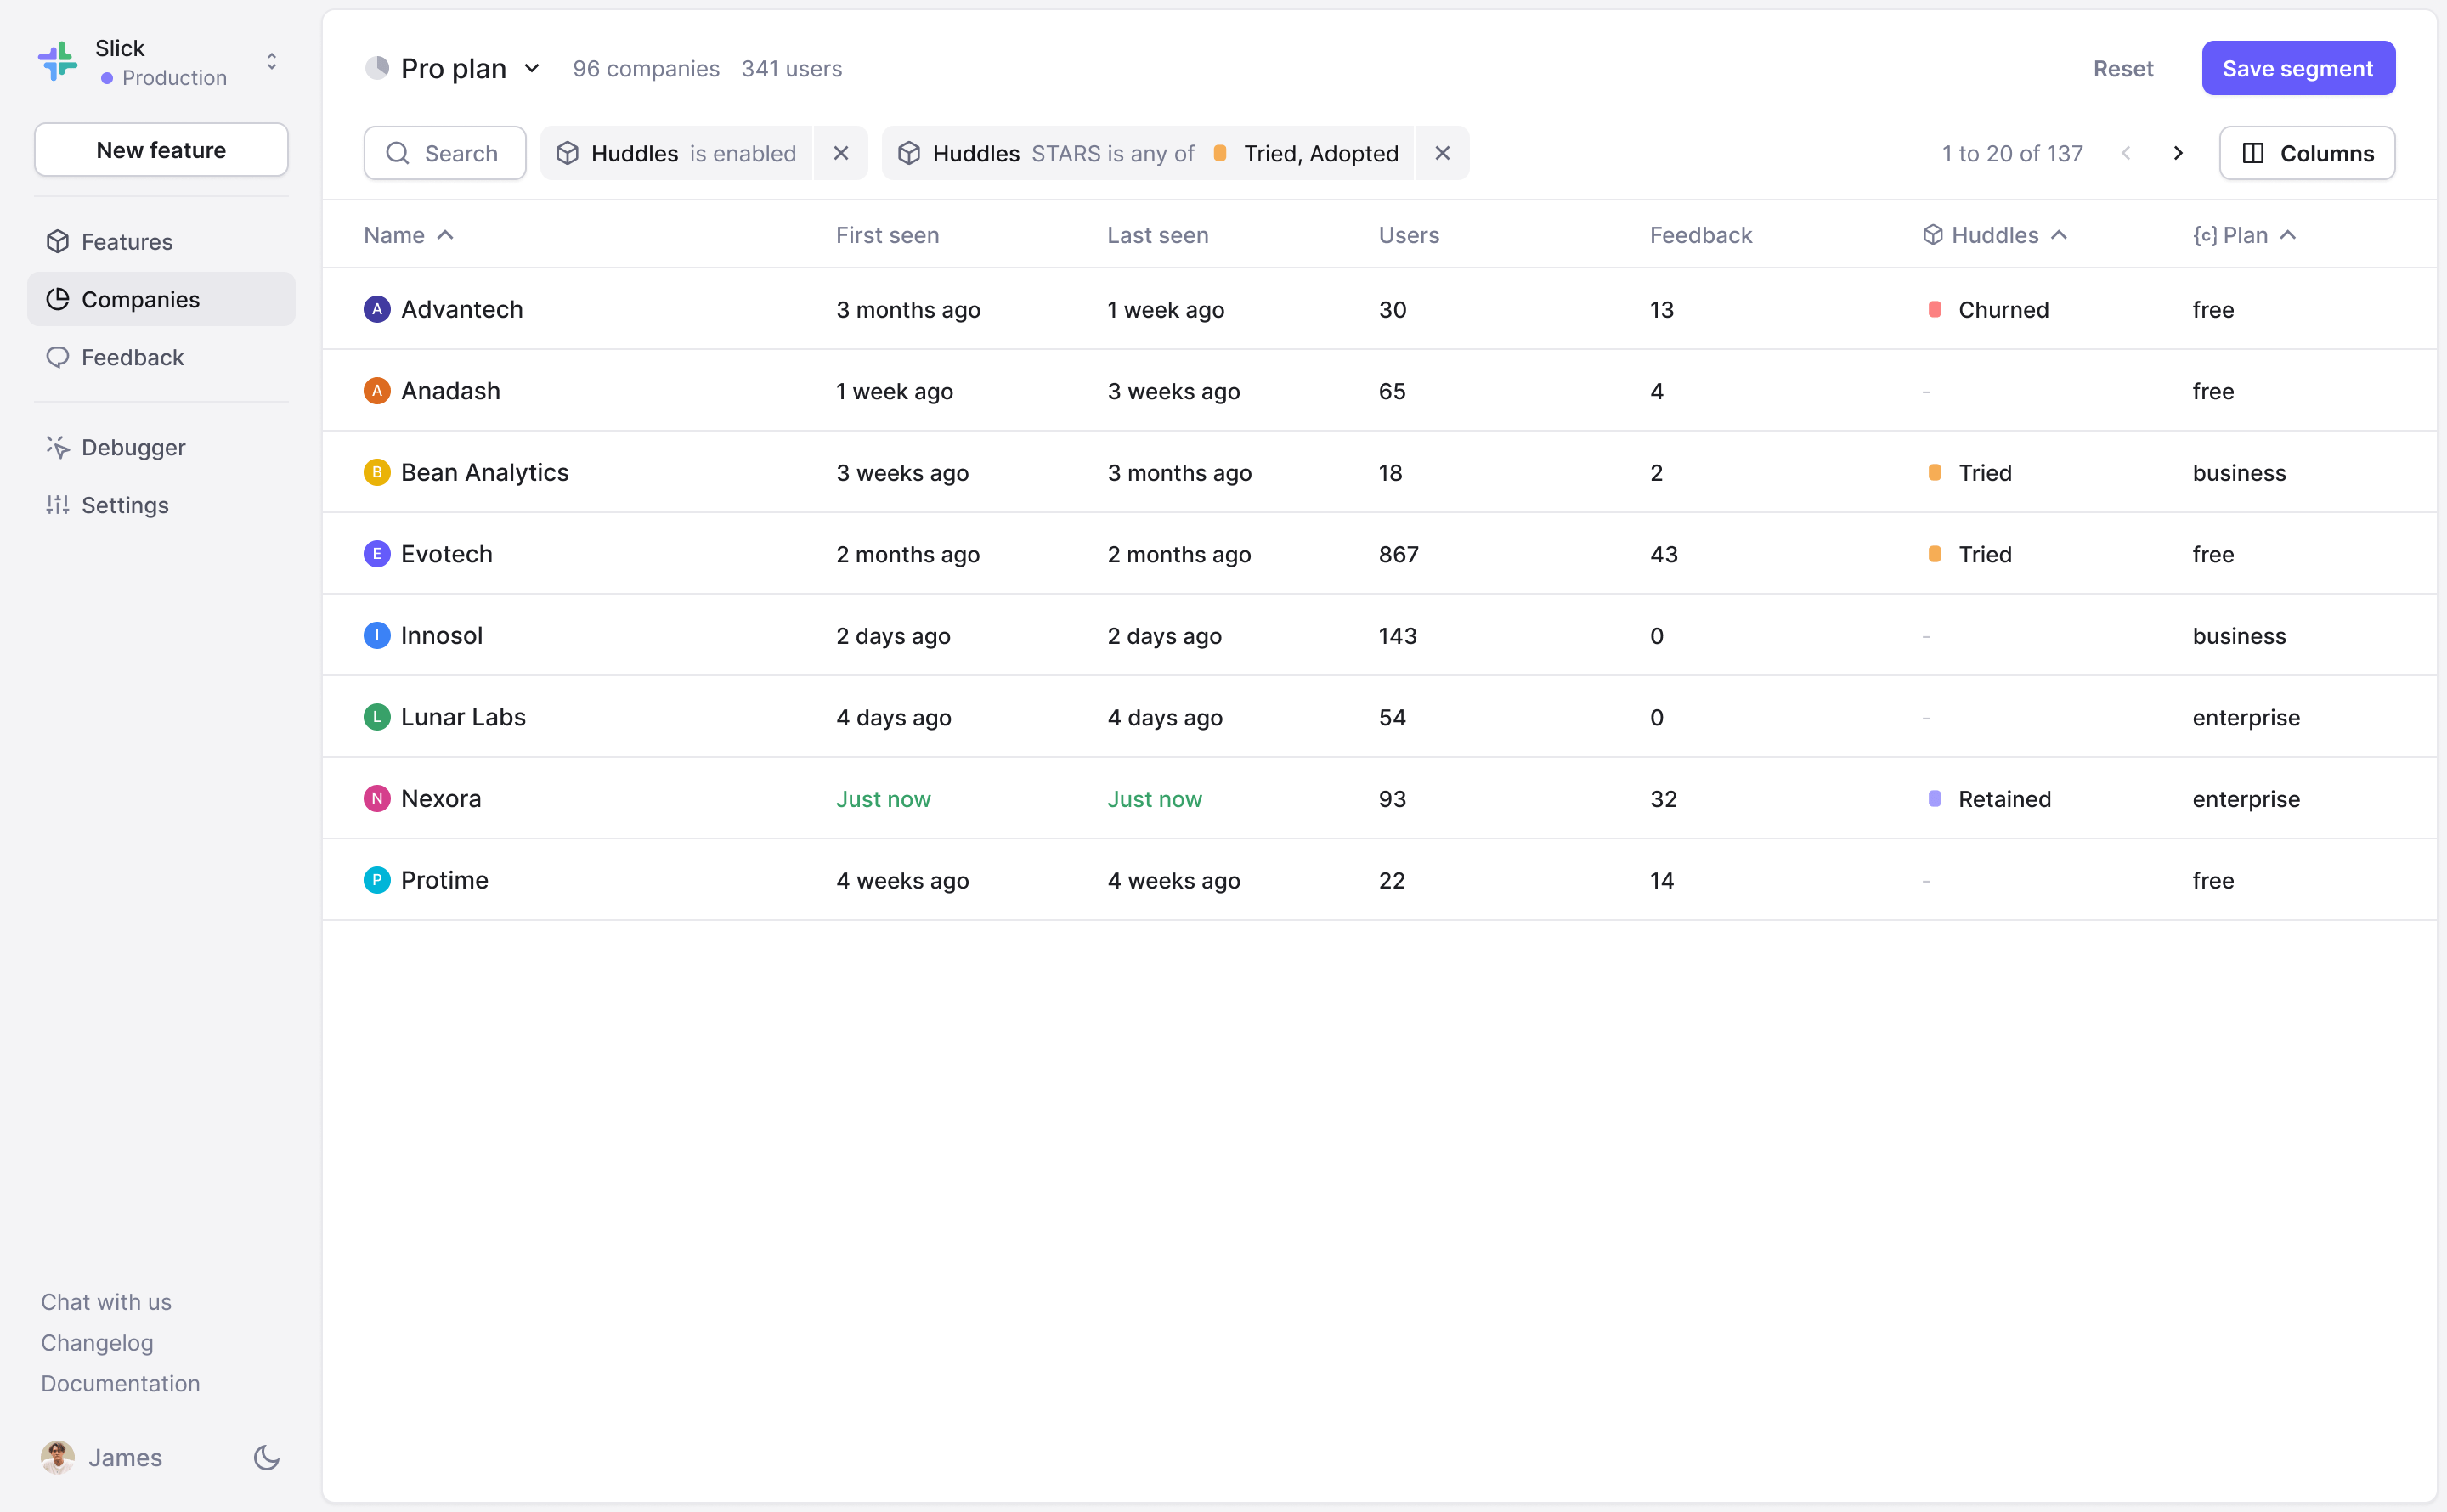 Slick
Production
New feature
Features
Companies
Feedback
Debugger
Settings
Chat with us
Changelog
Documentation
James
Pro plan 96 companies 341 users Reset Save segment
Search Huddles is enabled Huddles STARS is any of Tried, Adopted 1 to 20 of 137 Columns
Name First seen Last seen Users Feedback Huddles {c} Plan
A Advantech 3 months ago 1 week ago 30 13 Churned free
A Anadash 1 week ago 3 weeks ago 65 4 - free
B Bean Analytics 3 weeks ago 3 months ago 18 2 Tried business
E Evotech 2 months ago 2 months ago 867 43 Tried free
I Innosol 2 days ago 2 days ago 143 0 - business
L Lunar Labs 4 days ago 4 days ago 54 0 - enterprise
N Nexora Just now Just now 93 32 Retained enterprise
P Protime 4 weeks ago 4 weeks ago 22 14 - free